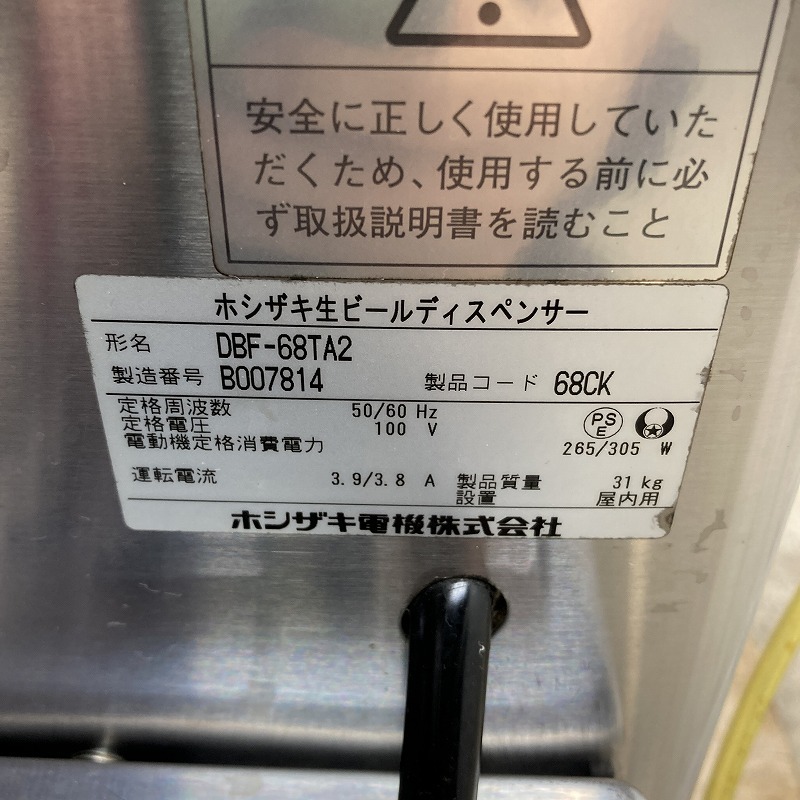 安全に正しく使用していた
だくため、使用する前に必
ず取扱説明書を読むこと
ホシザキ生ビールディスペンサー
形名 DBF-68TA2
製造番号 B007814 製品コード 68CK
定格周波数 50/60 Hz
定格電圧 100 V
PS E
電動機定格消費電力 265/305 W
運転電流 3.9/3.8 A 製品質量 31 kg
設置 屋内用
ホシザキ電機株式会社